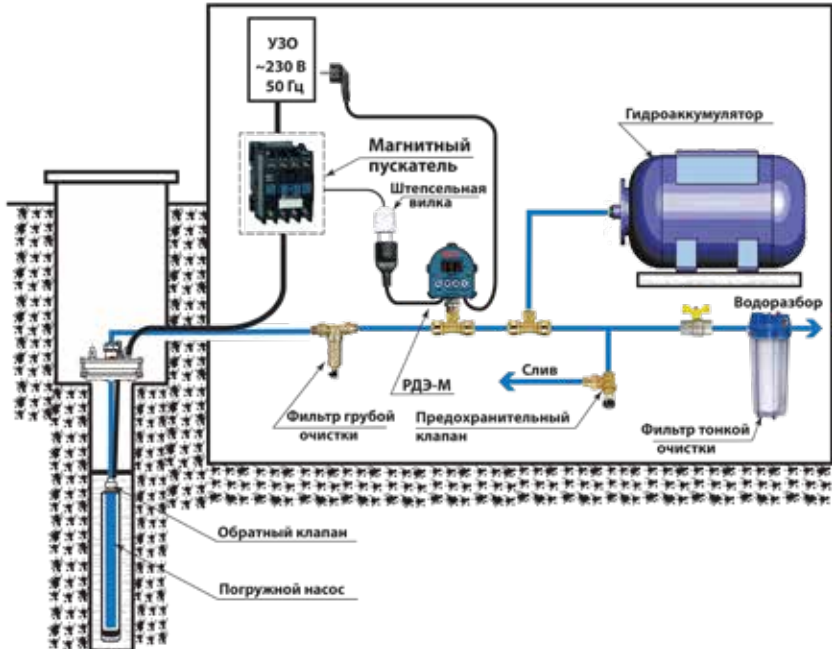 УЗО
~230 В
50 Гц
Магнитный
пускатель
Штепсельная
вилка
Гидроаккумулятор
Водоразбор
РДЭ-М
Слив
Фильтр грубой
очистки
Предохранительный
клапан
Фильтр тонкой
очистки
Обратный клапан
Погружной насос